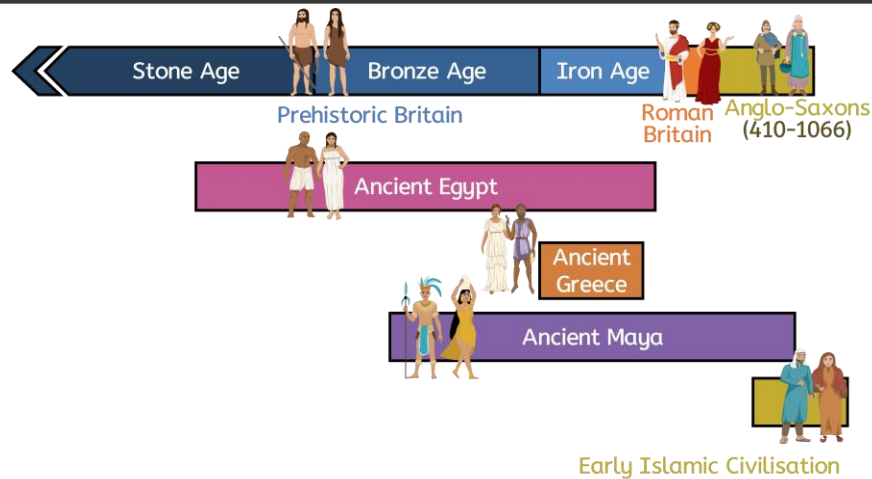 Stone Age
Bronze Age
Iron Age
Prehistoric Britain
Roman
Britain
Anglo-Saxons
(410-1066)
Ancient Egypt
Ancient
Greece
Ancient Maya
Early Islamic Civilisation